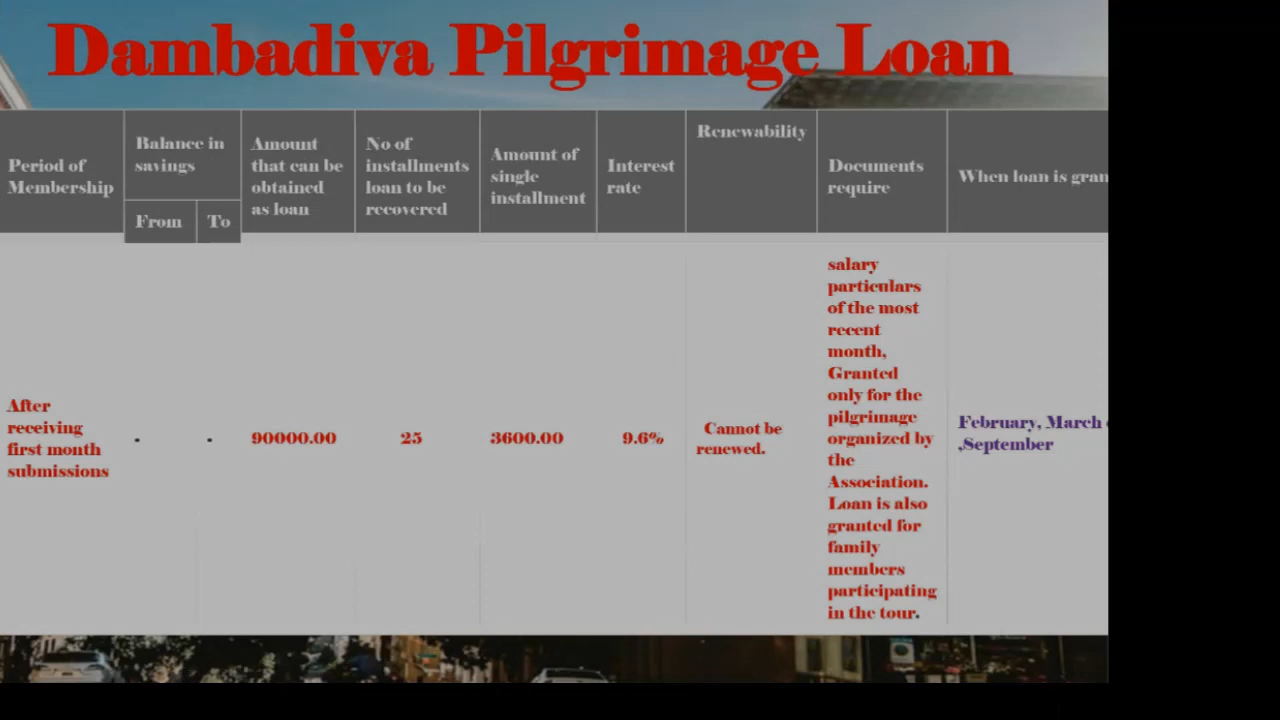 Dambadiva Pilgrimage Loan
Period of
Membership
Balance in
savings
From
To
Amount
that can be
obtained
as loan
No of
installments
loan to be
recovered
Amount of
single
installment
Interest
rate
Renewability
Documents
require
When loan is gran
After
receiving
first month
submissions
-
-
90000.00
25
3600.00
9.6%
Cannot be
renewed.
salary
particulars
of the most
recent
month,
Granted
only for the
pilgrimage
organized by
the
Association.
Loan is also
granted for
family
members
participating
in the tour.
February, March
,September